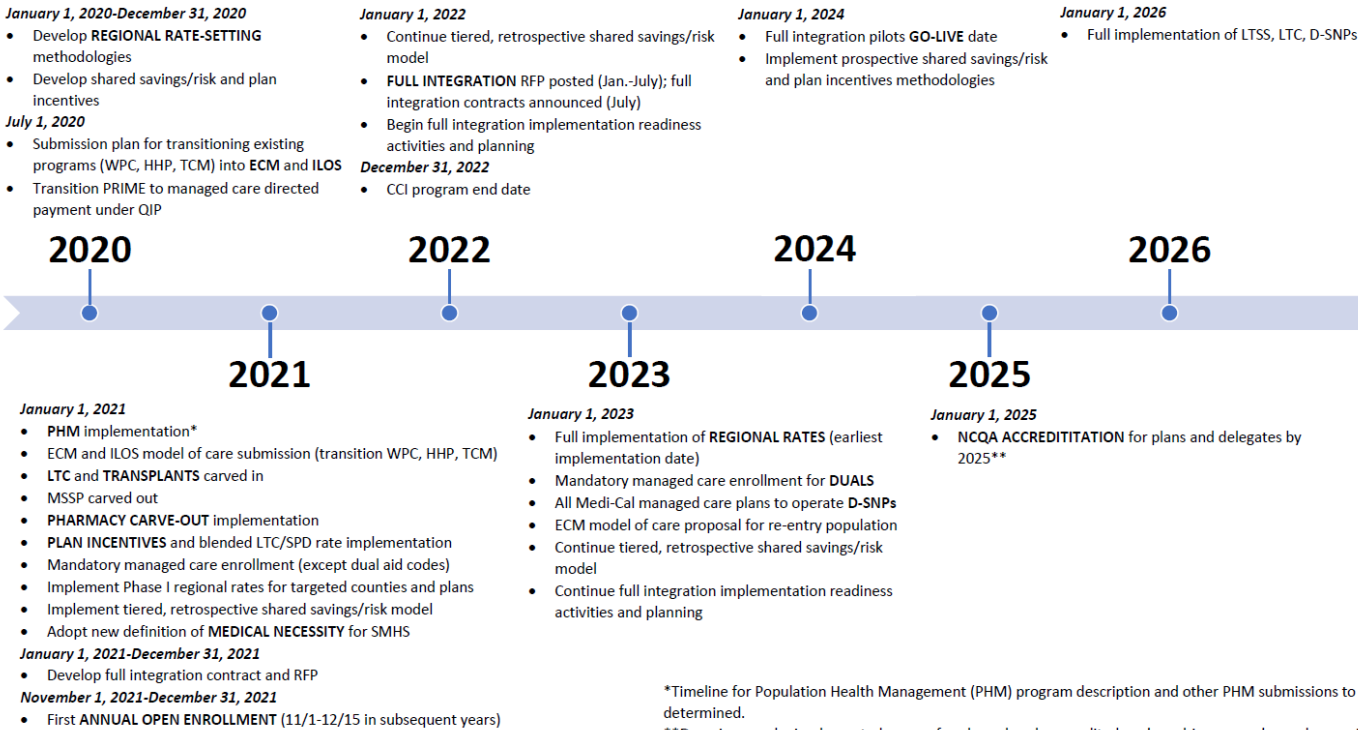 January 1, 2020-December 31, 2020
• Develop REGIONAL RATE-SETTING
methodologies
• Develop shared savings/risk and plan
incentives
July 1, 2020
• Submission plan for transitioning existing
programs (WPC, HHP, TCM) into ECM and ILOS
• Transition PRIME to managed care directed
payment under QIP
January 1, 2022
• Continue tiered, retrospective shared savings/risk
model
• FULL INTEGRATION RFP posted (Jan.-July); full
integration contracts announced (July)
• Begin full integration implementation readiness
activities and planning
December 31, 2022
• CCI program end date
January 1, 2024
• Full integration pilots GO-LIVE date
• Implement prospective shared savings/risk
and plan incentives methodologies
January 1, 2026
• Full implementation of LTSS, LTC, D-SNPs
2020
2022
2024
2026
2021
2023
2025
January 1, 2021
• PHM implementation*
• ECM and ILOS model of care submission (transition WPC, HHP, TCM)
• LTC and TRANSPLANTS carved in
• MSSP carved out
• PHARMACY CARVE-OUT implementation
• PLAN INCENTIVES and blended LTC/SPD rate implementation
• Mandatory managed care enrollment (except dual aid codes)
• Implement Phase I regional rates for targeted counties and plans
• Implement tiered, retrospective shared savings/risk model
• Adopt new definition of MEDICAL NECESSITY for SMHS
January 1, 2021-December 31, 2021
• Develop full integration contract and RFP
November 1, 2021-December 31, 2021
• First ANNUAL OPEN ENROLLMENT (11/1-12/15 in subsequent years)
January 1, 2023
• Full implementation of REGIONAL RATES (earliest
implementation date)
• Mandatory managed care enrollment for DUALS
• All Medi-Cal managed care plans to operate D-SNPs
• ECM model of care proposal for re-entry population
• Continue tiered, retrospective shared savings/risk
model
• Continue full integration implementation readiness
activities and planning
January 1, 2025
• NCQA ACCREDITITATION for plans and delegates by
2025**
*Timeline for Population Health Management (PHM) program description and other PHM submissions to
determined.